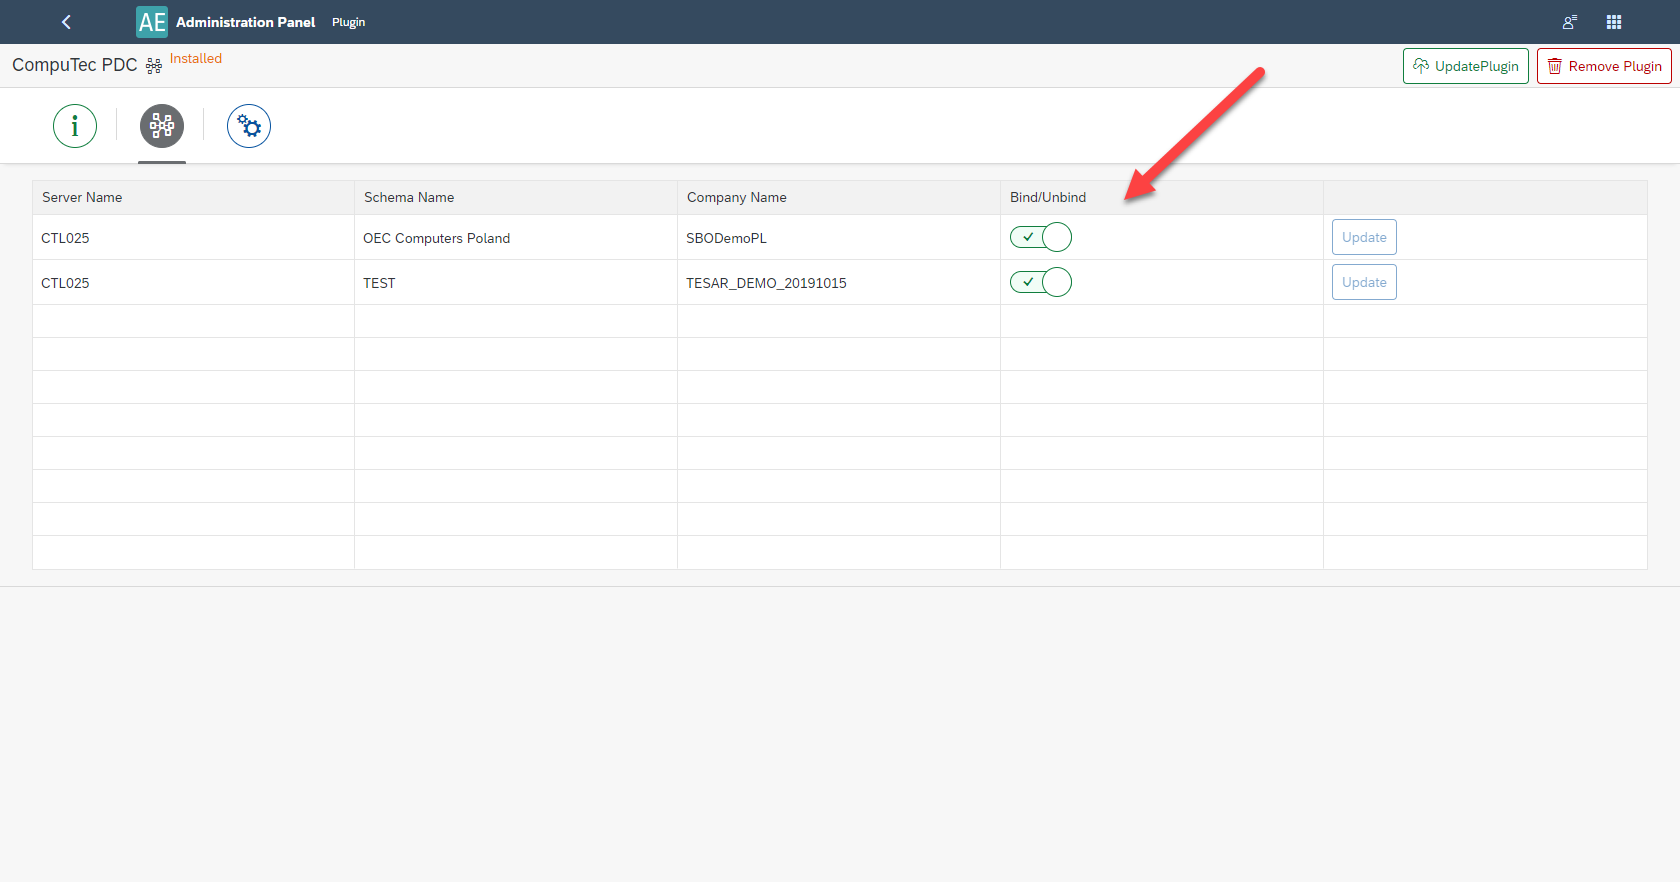 AE Administration Panel Plugin
CompuTec PDC Installed UpdatePlugin Remove Plugin
i
Server Name Schema Name Company Name Bind/Unbind
CTL025 OEC Computers Poland SBODemoPL Update
CTL025 TEST TESAR_DEMO_20191015 Update